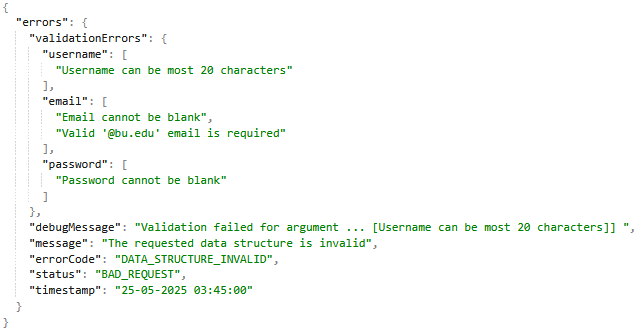 {
  "errors": {
    "validationErrors": {
      "username": [
        "Username can be most 20 characters"
      ],
      "email": [
        "Email cannot be blank",
        "Valid '@bu.edu' email is required"
      ],
      "password": [
        "Password cannot be blank"
      ]
    },
    "debugMessage": "Validation failed for argument ... [Username can be most 20 characters]] ",
    "message": "The requested data structure is invalid",
    "errorCode": "DATA_STRUCTURE_INVALID",
    "status": "BAD_REQUEST",
    "timestamp": "25-05-2025 03:45:00"
  }
}